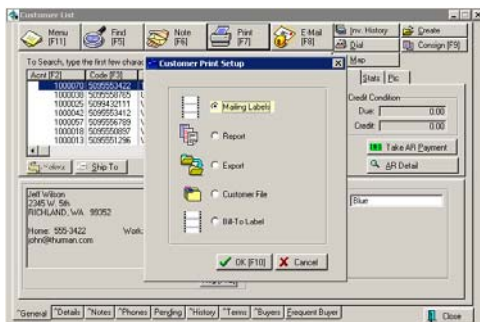 Customer List
Menu [F11]
Find [F5]
Note [F6]
Print [F7]
E-Mail [F8]
Inv. History
Create
Dial
Consign [F9]
Map
To Search, type the first few charac
Acnt [F2] Code [F3]
1000070 5095553422
1000038 5095558765
1000025 5099432111
1000042 5095553412
1000057 5095556789
1000018 5095550897
1000013 5095551296
Ship To
Stats Pic
Credit Condition
Due: 0.00
Credit: 0.00
Take AR Payment
AR Detail
Customer Print Setup
Mailing Labels
Report
Export
Customer File
Bill-To Label
OK [F10] Cancel
Jeff Wilson
2345 W. 5th
RICHLAND, WA 99352
Home: 555-3422 Work:
john@thurman.com
Blue
General Details Notes Phones Pending History Terms Buyers Frequent Buyer
Close